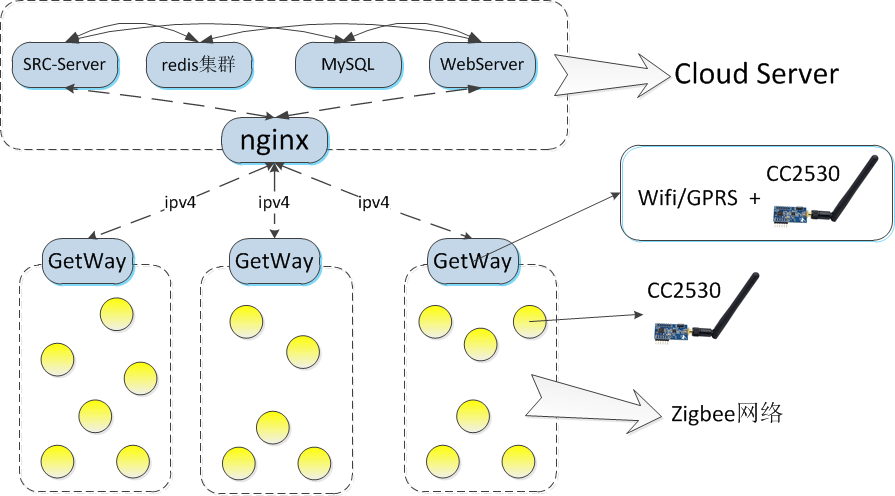 SRC-Server
redis集群
MySQL
WebServer
Cloud Server
nginx
CC2530
Wifi/GPRS +
ipv4
ipv4
ipv4
GetWay
GetWay
GetWay
CC2530
Zigbee网络